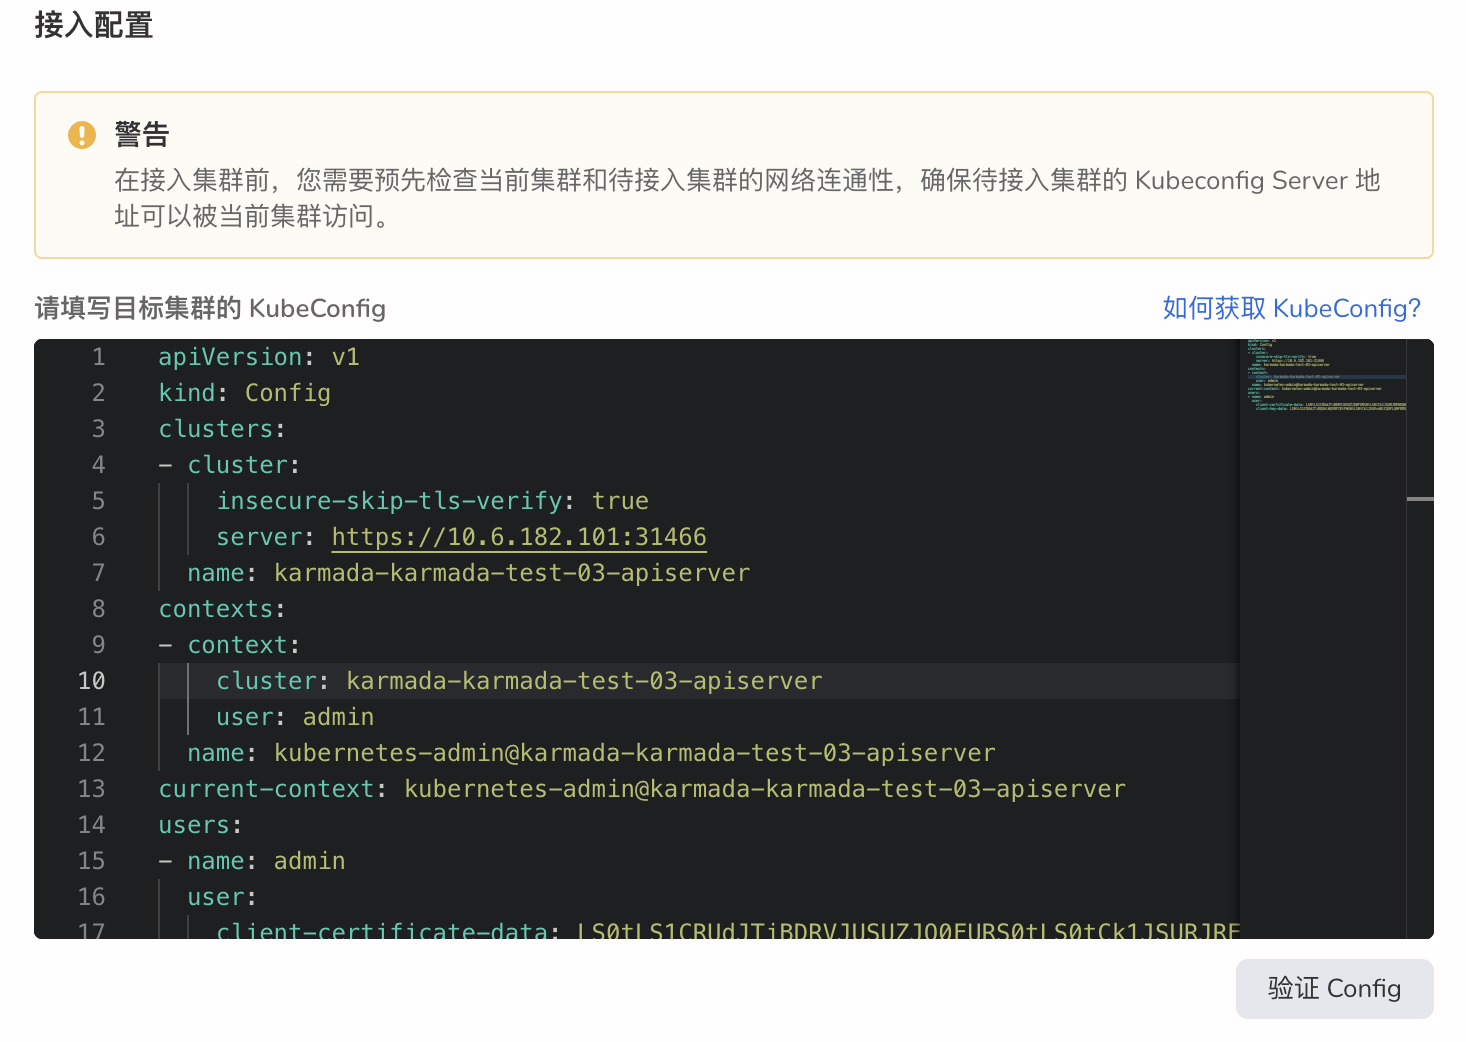 接入配置
警告
在接入集群前，您需要预先检查当前集群和待接入集群的网络连通性，确保待接入集群的 Kubeconfig Server 地
址可以被当前集群访问。
请填写目标集群的 KubeConfig
如何获取 KubeConfig?
1 apiVersion: v1
2 kind: Config
3 clusters:
4 - cluster:
5 insecure-skip-tls-verify: true
6 server: https://10.6.182.101:31466
7 name: karmada-karmada-test-03-apiserver
8 contexts:
9 - context:
10 cluster: karmada-karmada-test-03-apiserver
11 user: admin
12 name: kubernetes-admin@karmada-karmada-test-03-apiserver
13 current-context: kubernetes-admin@karmada-karmada-test-03-apiserver
14 users:
15 - name: admin
16 user:
17 client-certificate-data:
验证 Config